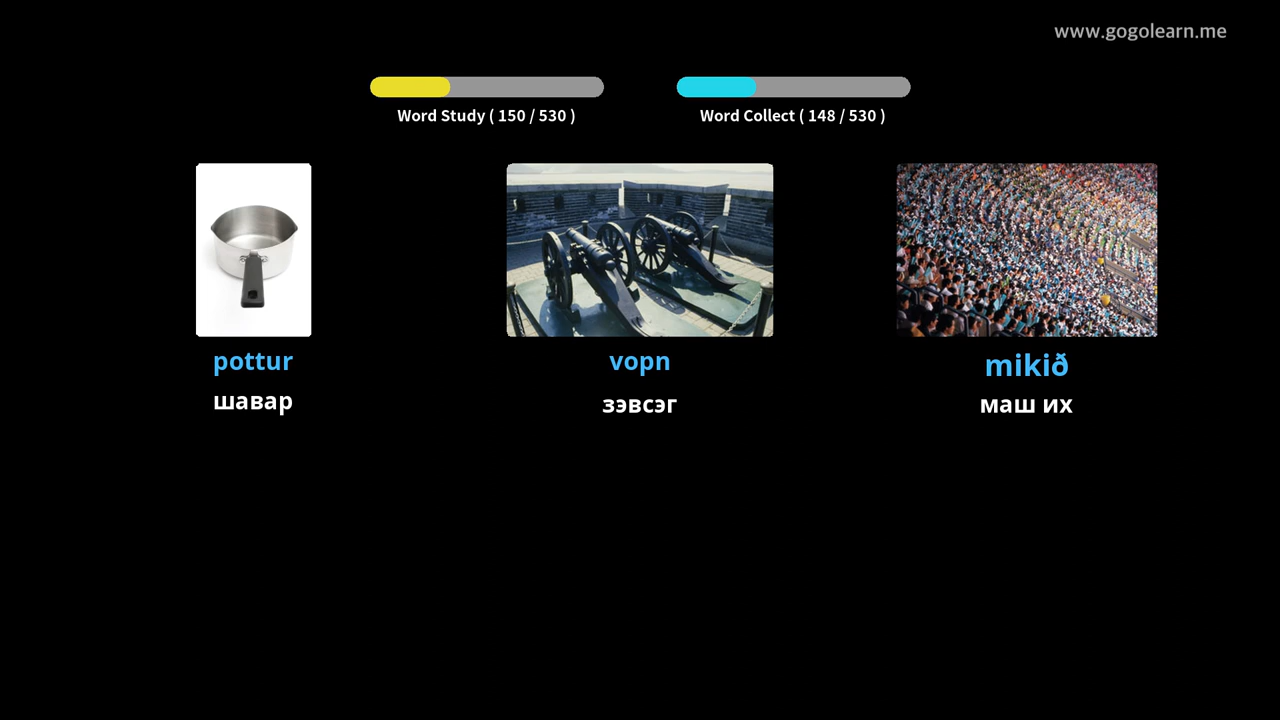 www.gogolearn.me
Word Study ( 150 / 530 )
Word Collect ( 148 / 530 )
pottur
шавар
vopn
зэвсэг
mikið
маш их